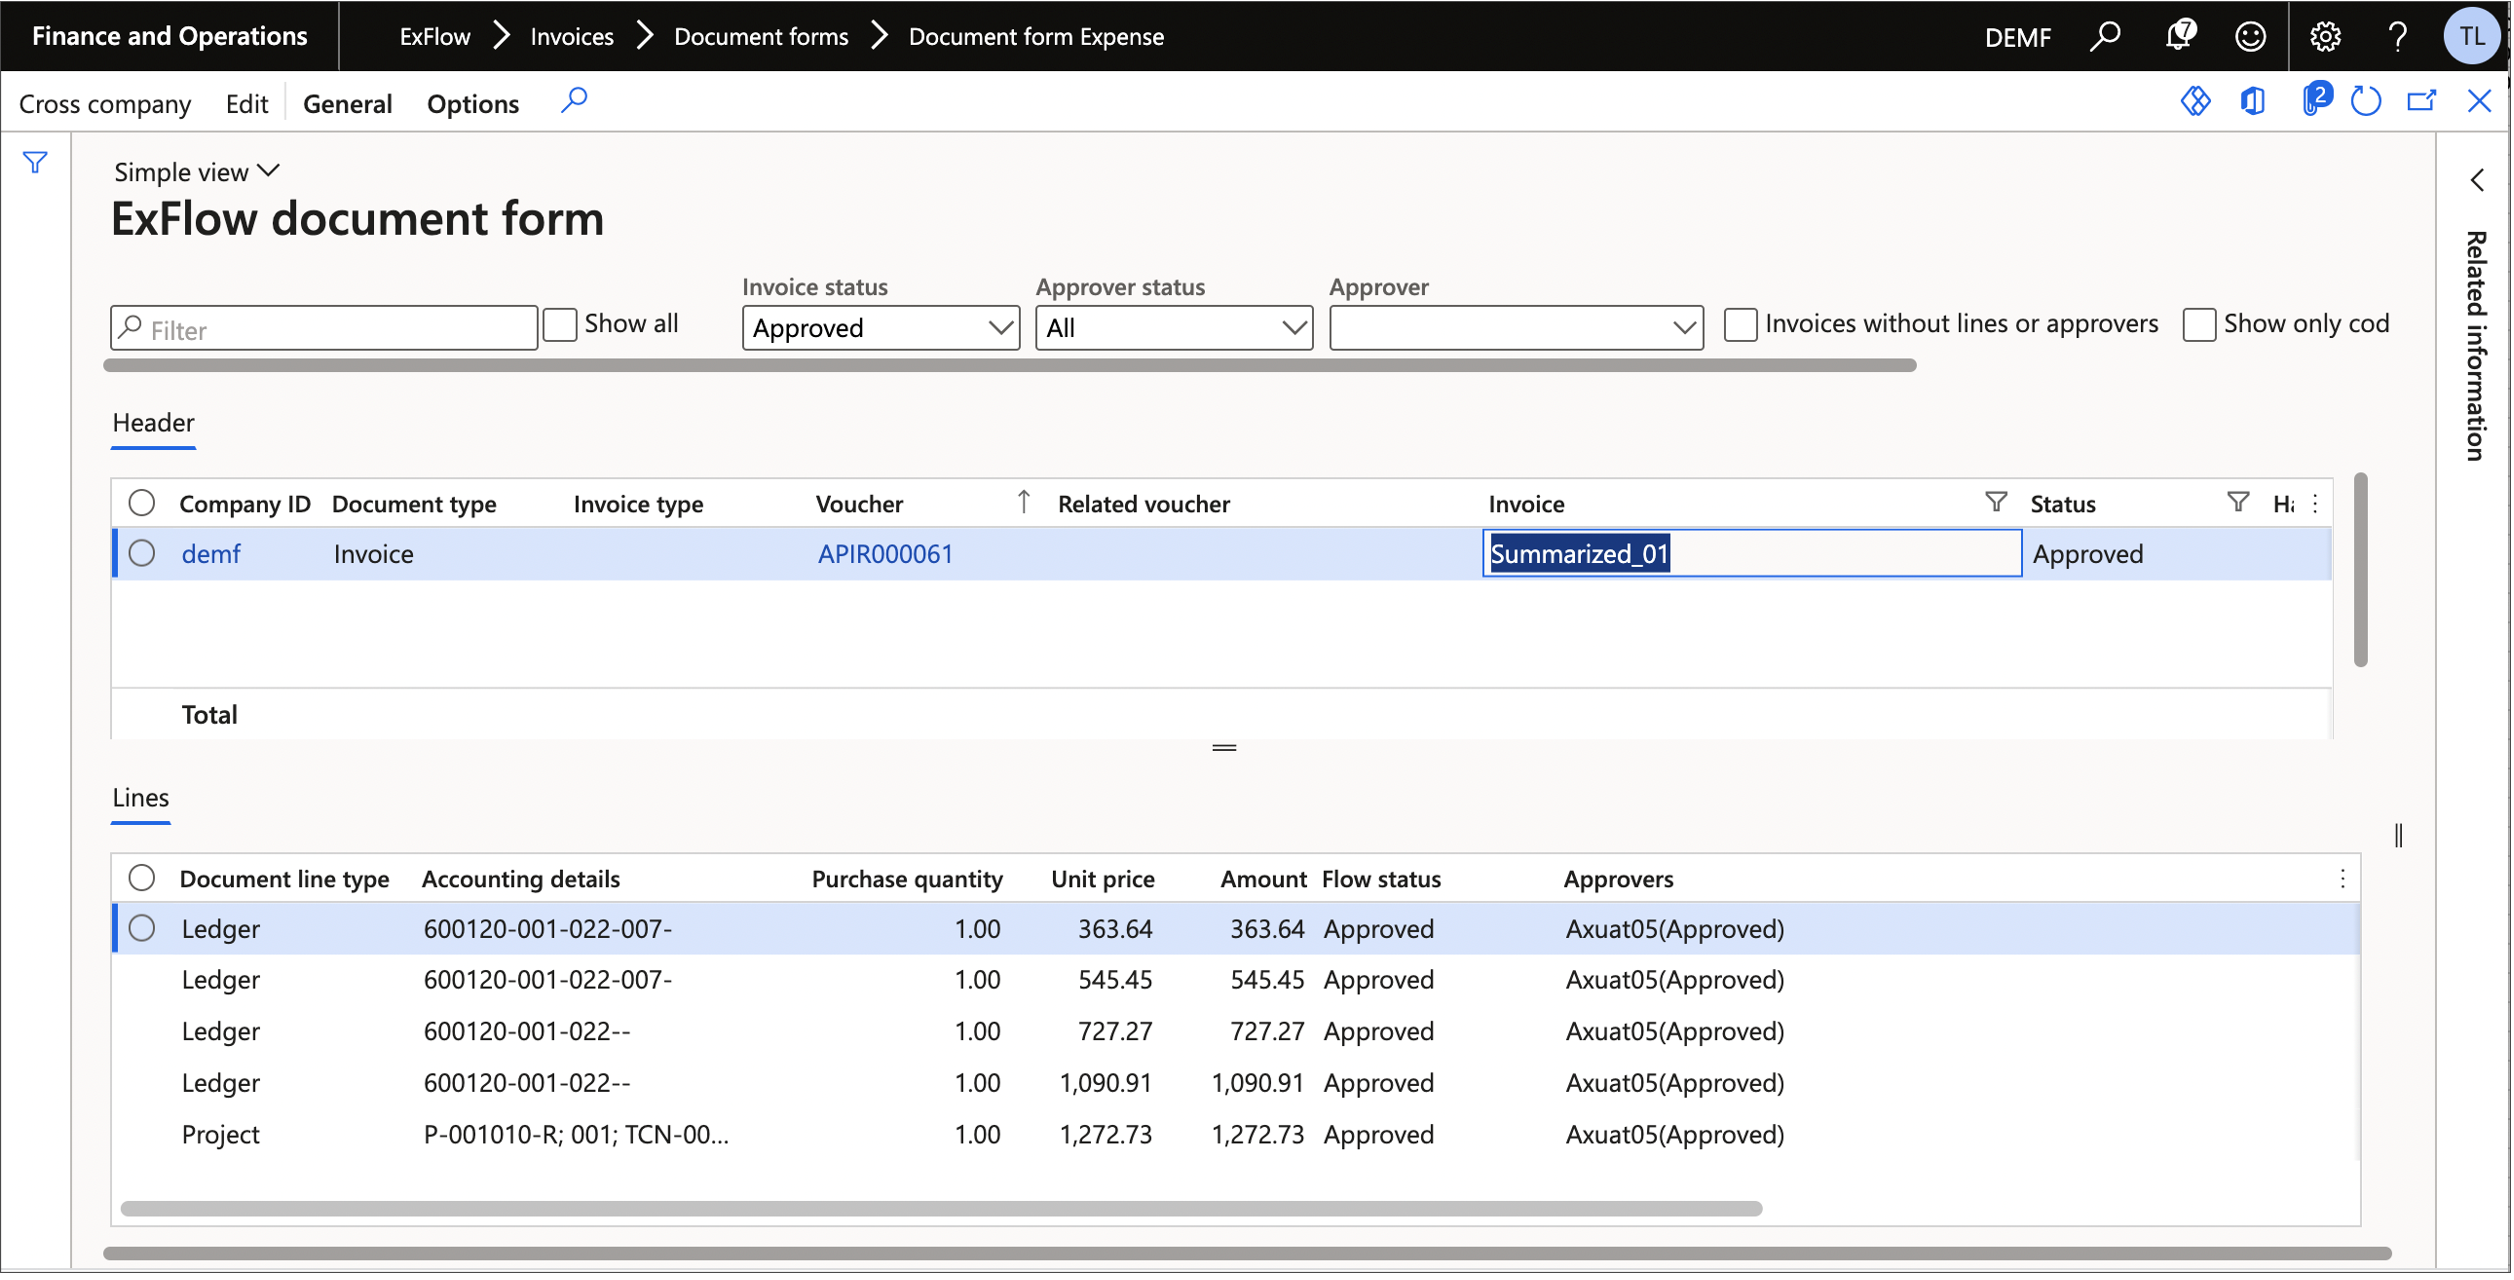 Finance and Operations ExFlow Invoices Document forms Document form Expense DEMF 7 TL
Cross company Edit General Options 2
Simple view
ExFlow document form
Invoice status Approver status Approver
Filter Show all Approved All Invoices without lines or approvers Show only cod
Related information
Header
Company ID Document type Invoice type Voucher Related voucher Invoice Status
demf Invoice APIR000061 Summarized_01 Approved
Total
Lines
Document line type Accounting details Purchase quantity Unit price Amount Flow status Approvers
Ledger 600120-001-022-007- 1.00 363.64 363.64 Approved Axuat05(Approved)
Ledger 600120-001-022-007- 1.00 545.45 545.45 Approved Axuat05(Approved)
Ledger 600120-001-022-- 1.00 727.27 727.27 Approved Axuat05(Approved)
Ledger 600120-001-022-- 1.00 1,090.91 1,090.91 Approved Axuat05(Approved)
Project P-001010-R; 001; TCN-00... 1.00 1,272.73 1,272.73 Approved Axuat05(Approved)